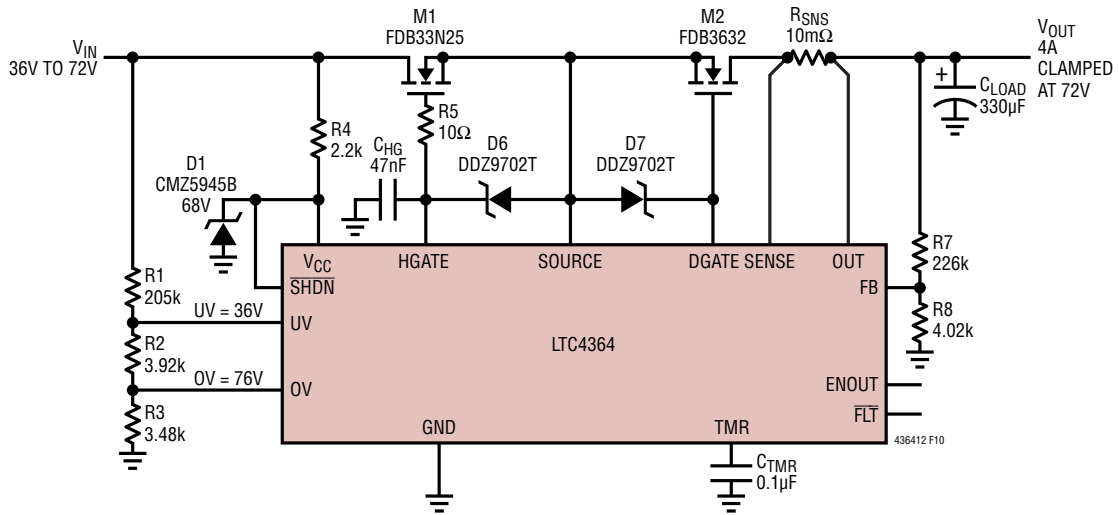 VIN
36V TO 72V
M1
FDB33N25
M2
FDB3632
RSNS
10mΩ
VOUT
4A
CLAMPED
AT 72V
+
CLOAD
330µF
R4
2.2k
R5
10Ω
CHG
47nF
D6
DDZ9702T
D7
DDZ9702T
D1
CMZ5945B
68V
R1
205k
R2
3.92k
R3
3.48k
UV = 36V
OV = 76V
VCC
HGATE
SOURCE
DGATE
SENSE
OUT
SHDN
UV
OV
LTC4364
FB
ENOUT
FLT
GND
TMR
R7
226k
R8
4.02k
436412 F10
CTMR
0.1µF